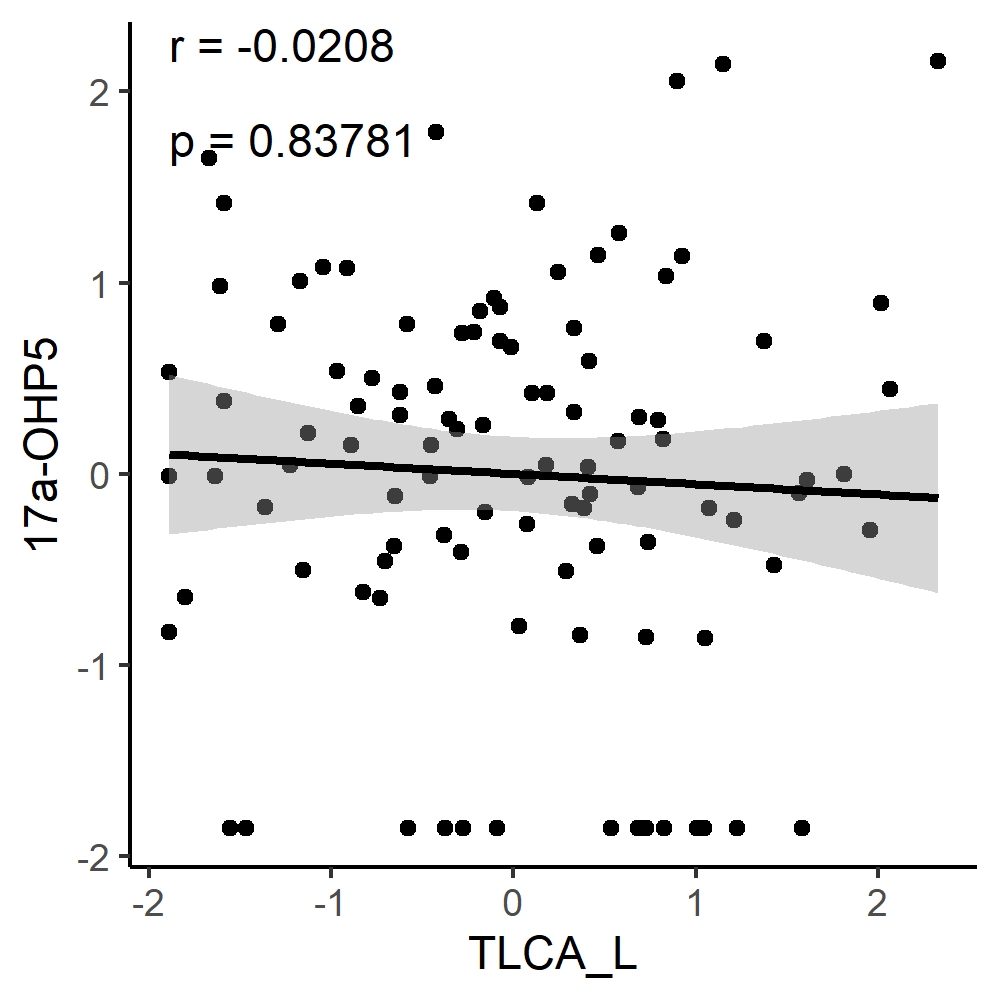 r = -0.0208
p = 0.83781
2
1
0
-1
-2
17a-OHP5
-2 -1 0 1 2
TLCA_L